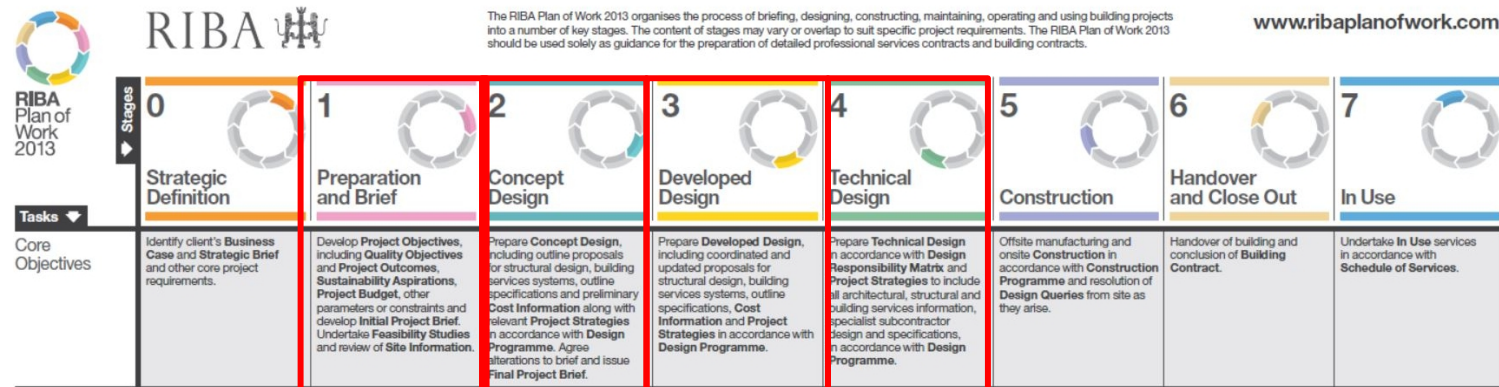 RIBA
The RIBA Plan of Work 2013 organises the process of briefing, designing, constructing, maintaining, operating and using building projects
into a number of key stages. The content of stages may vary or overlap to suit specific project requirements. The RIBA Plan of Work 2013
should be used solely as guidance for the preparation of detailed professional services contracts and building contracts.
www.ribaplanofwork.com
RIBA
Plan of
Work
2013
Stages
0
Strategic
Definition
1
Preparation
and Brief
2
Concept
Design
3
Developed
Design
4
Technical
Design
5
Construction
6
Handover
and Close Out
7
In Use
Tasks
Core
Objectives
Identify client's Business
Case and Strategic Brief
and other core project
requirements.
Develop Project Objectives,
including Quality Objectives
and Project Outcomes,
Sustainability Aspirations,
Project Budget, other
parameters or constraints and
develop Initial Project Brief.
Undertake Feasibility Studies
and review of Site Information.
Prepare Concept Design,
including outline proposals
for structural design, building
services systems, outline
specifications and preliminary
Cost Information along with
relevant Project Strategies
in accordance with Design
Programme. Agree
alterations to brief and issue
Final Project Brief.
Prepare Developed Design,
including coordinated and
updated proposals for
structural design, building
services systems, outline
specifications, Cost
Information and Project
Strategies in accordance with
Design Programme.
Prepare Technical Design
in accordance with Design
Responsibility Matrix and
Project Strategies to include
all architectural, structural and
building services information,
specialist subcontractor
design and specifications,
in accordance with Design
Programme.
Offsite manufacturing and
onsite Construction in
accordance with Construction
Programme and resolution of
Design Queries from site as
they arise.
Handover of building and
conclusion of Building
Contract.
Undertake In Use services
in accordance with
Schedule of Services.